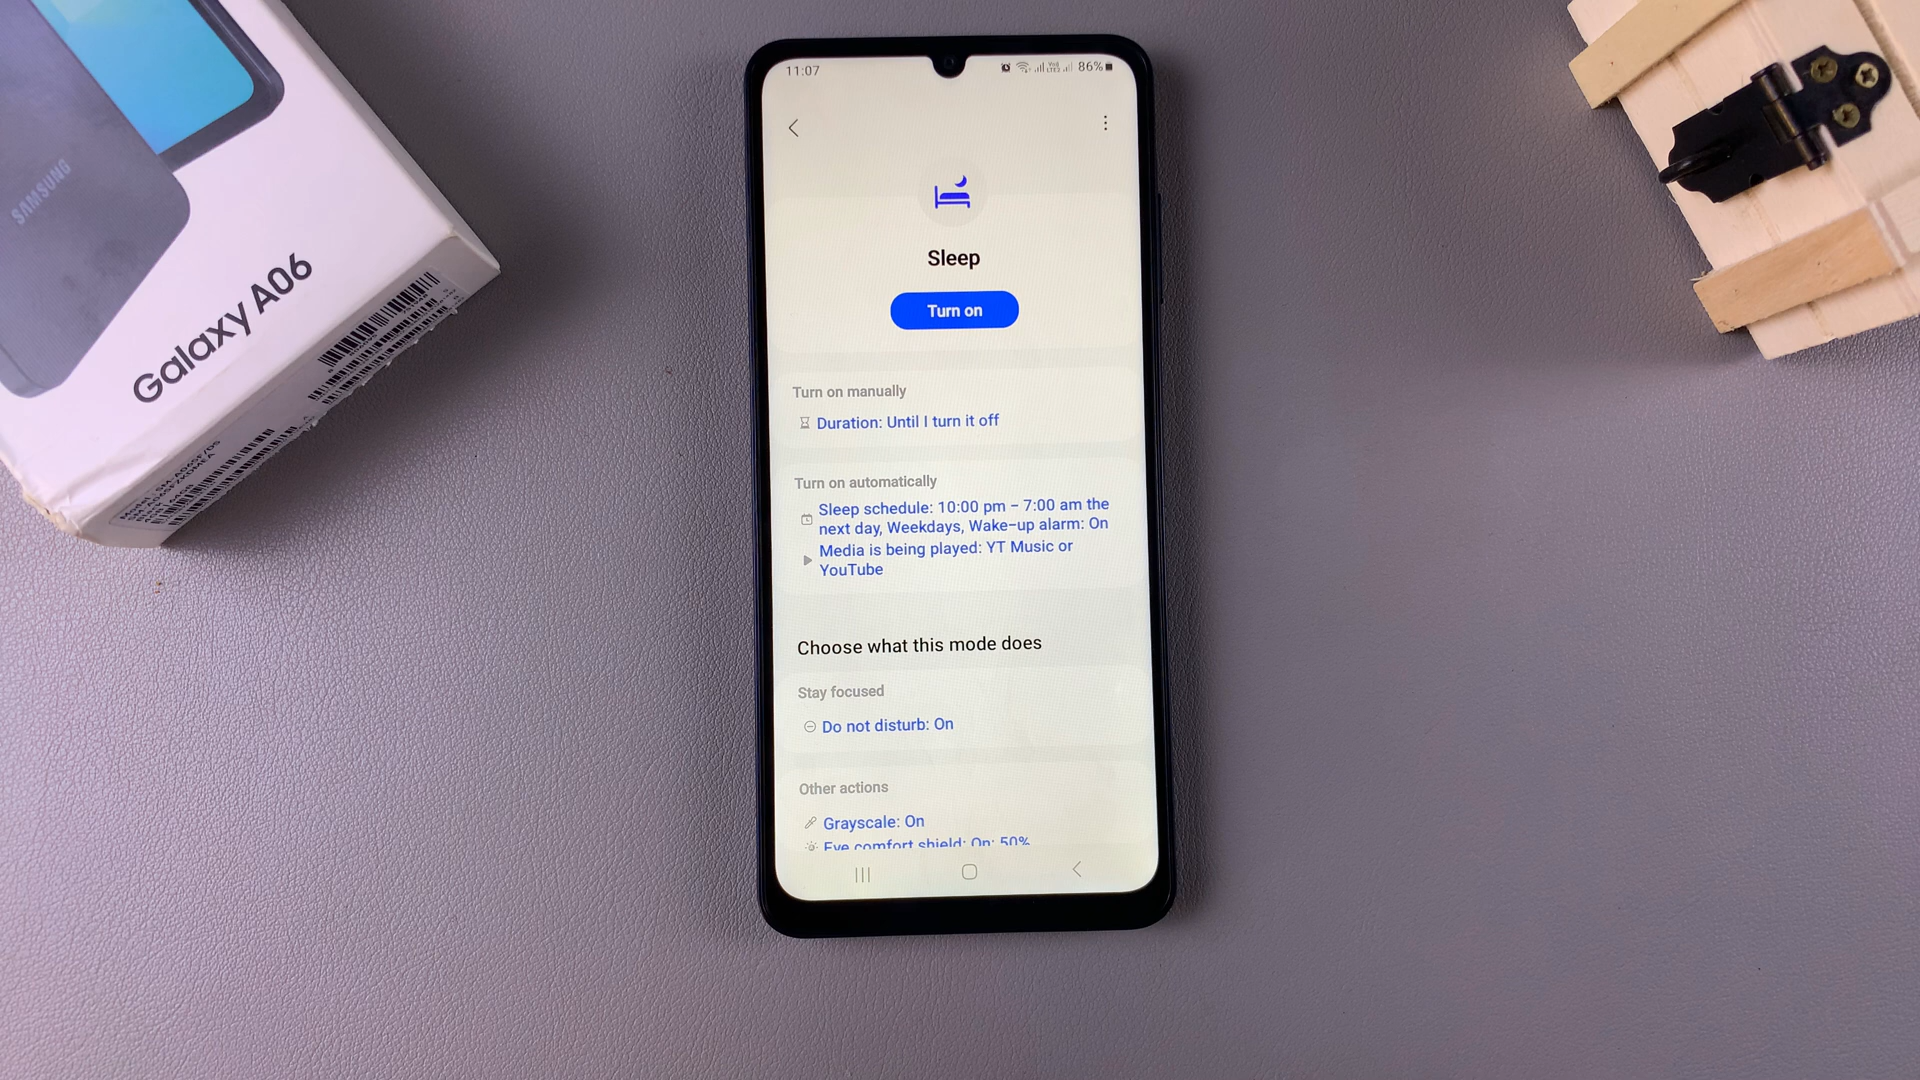 SAMSUNG
Galaxy A06
11:07
86%
Sleep
Turn on
Turn on manually
Duration: Until I turn it off
Turn on automatically
Sleep schedule: 10:00 pm – 7:00 am the
next day, Weekdays, Wake-up alarm: On
Media is being played: YT Music or
YouTube
Choose what this mode does
Stay focused
Do not disturb: On
Other actions
Grayscale: On
Eye comfort shield: On: 50%